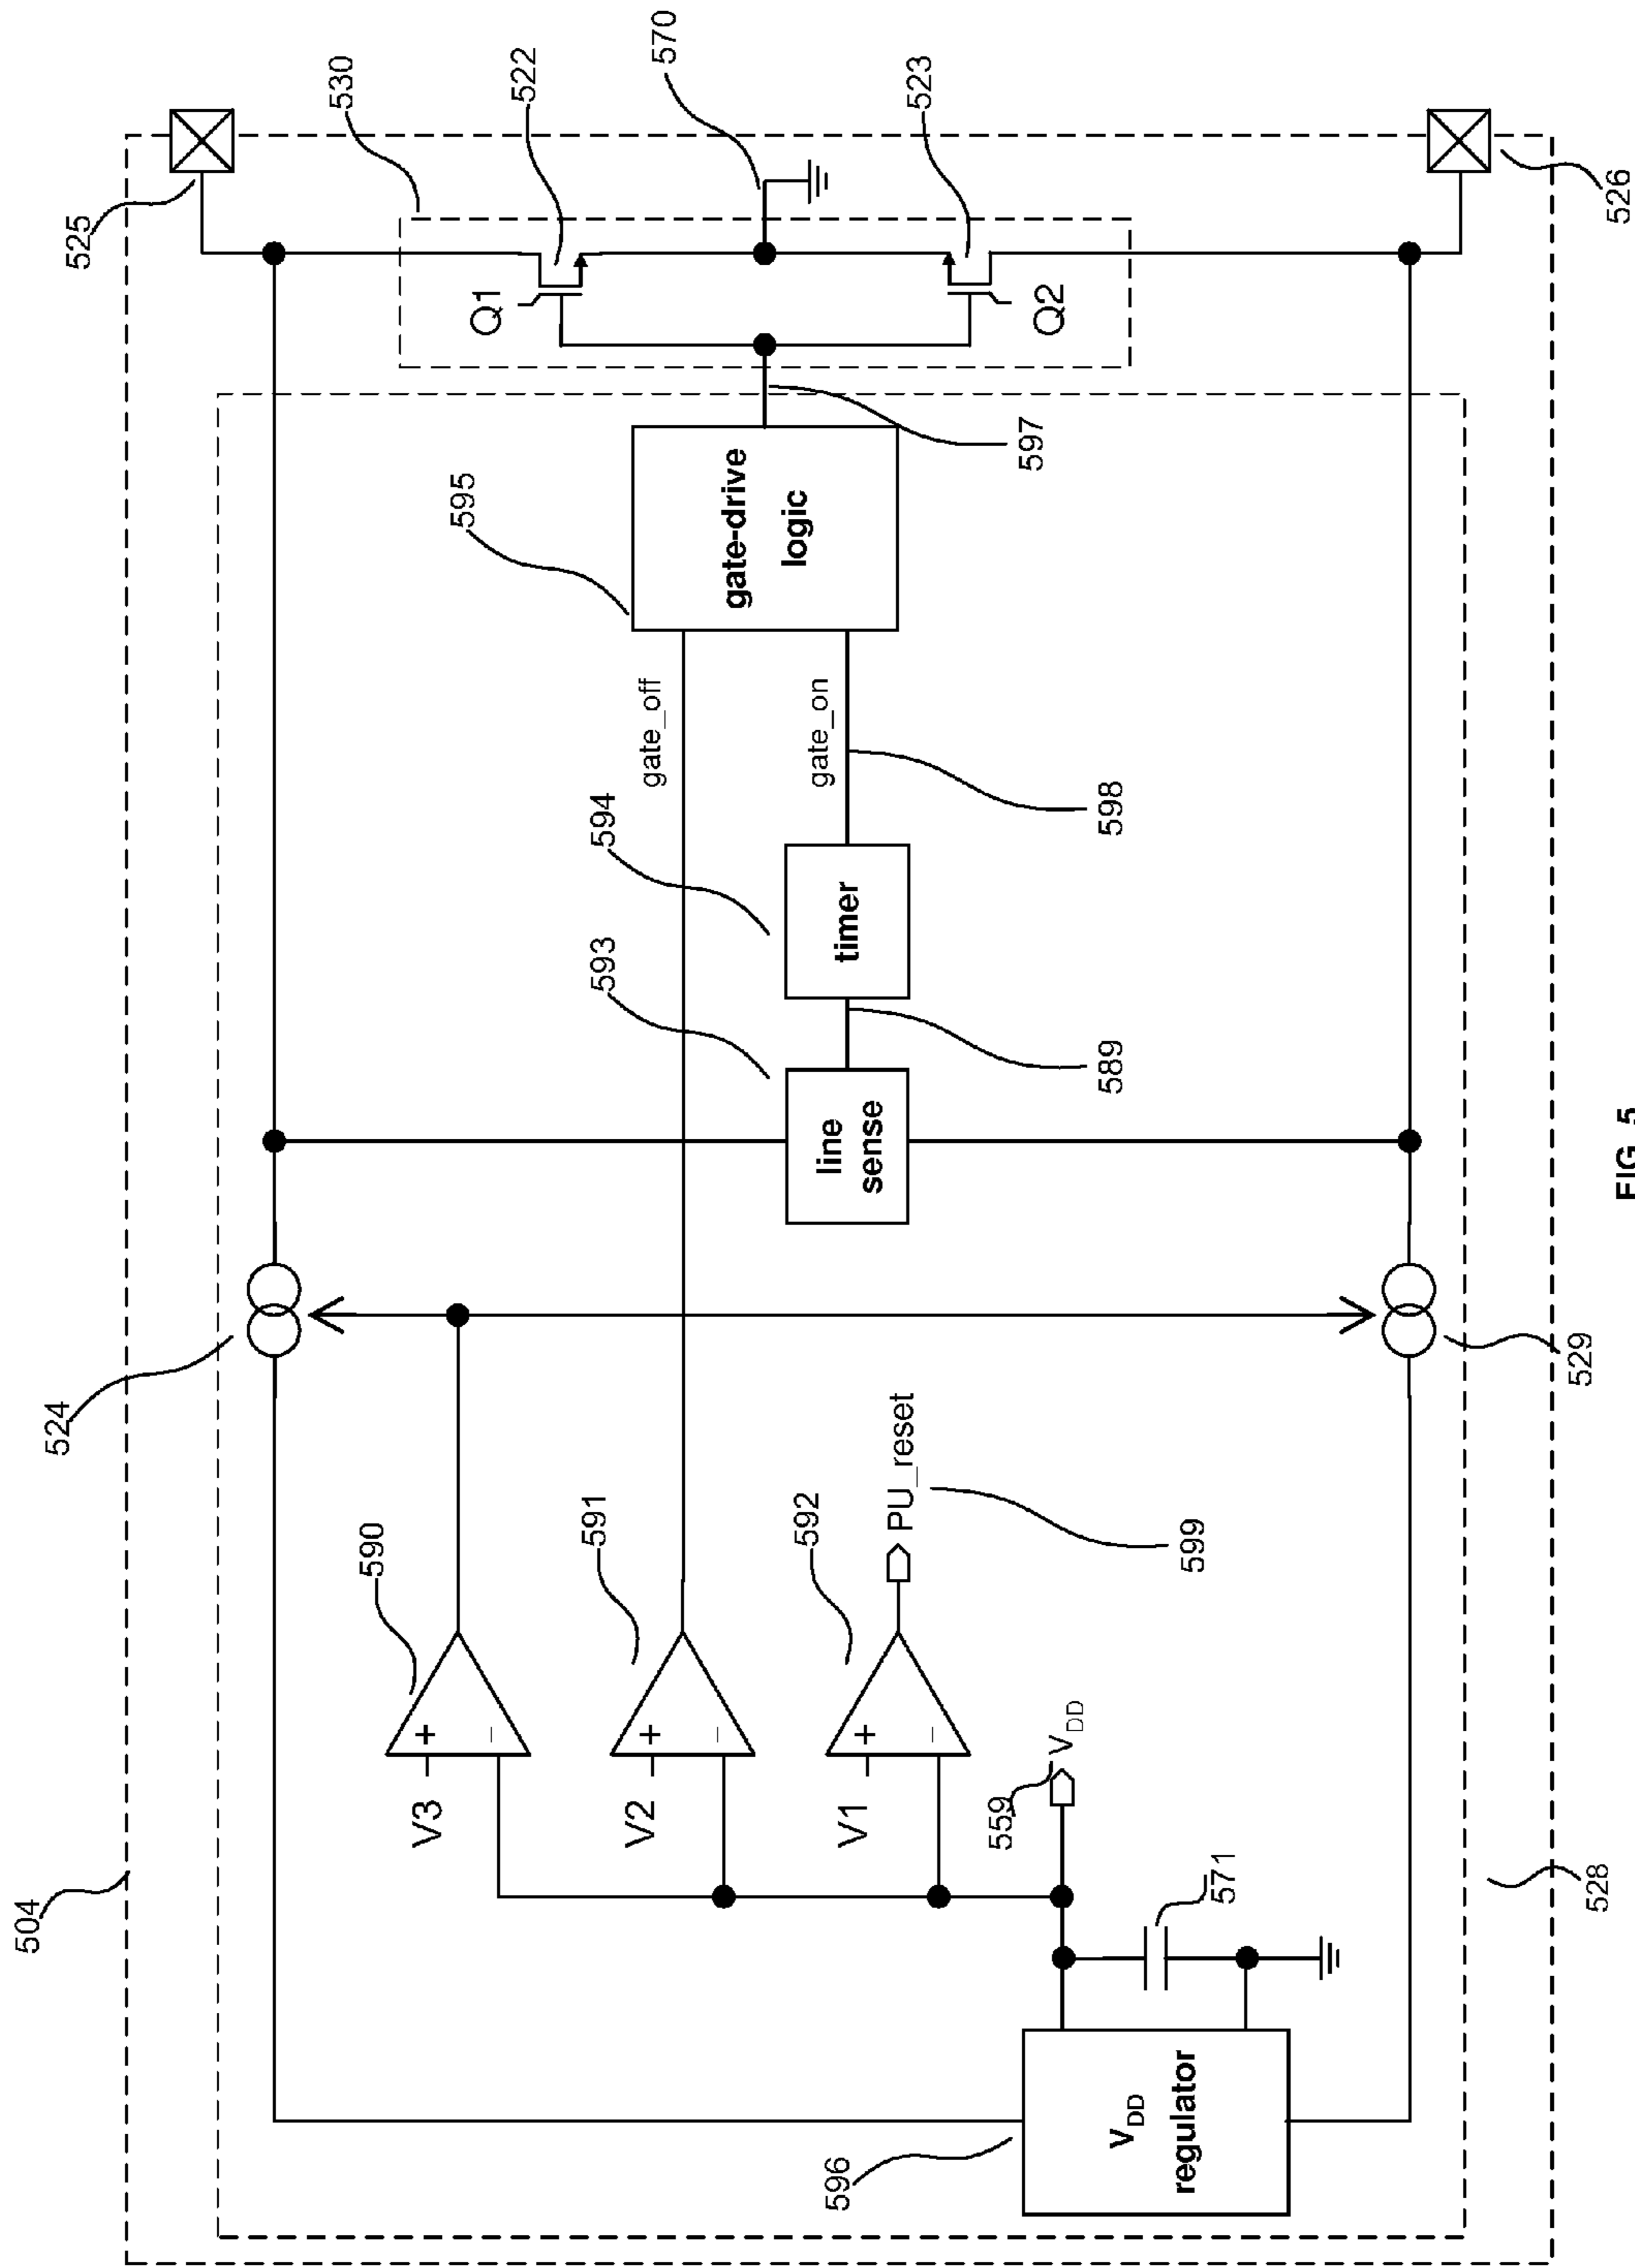 504
524
525
530
522
570
Q1
523
Q2
526
590
V3
+
−
591
V2
+
−
592
V1
+
−
PU_reset
599
559
V_DD
571
596
V_DD
regulator
593
line
sense
589
594
timer
gate_off
gate_on
598
595
gate-drive
logic
597
529
528
FIG. 5